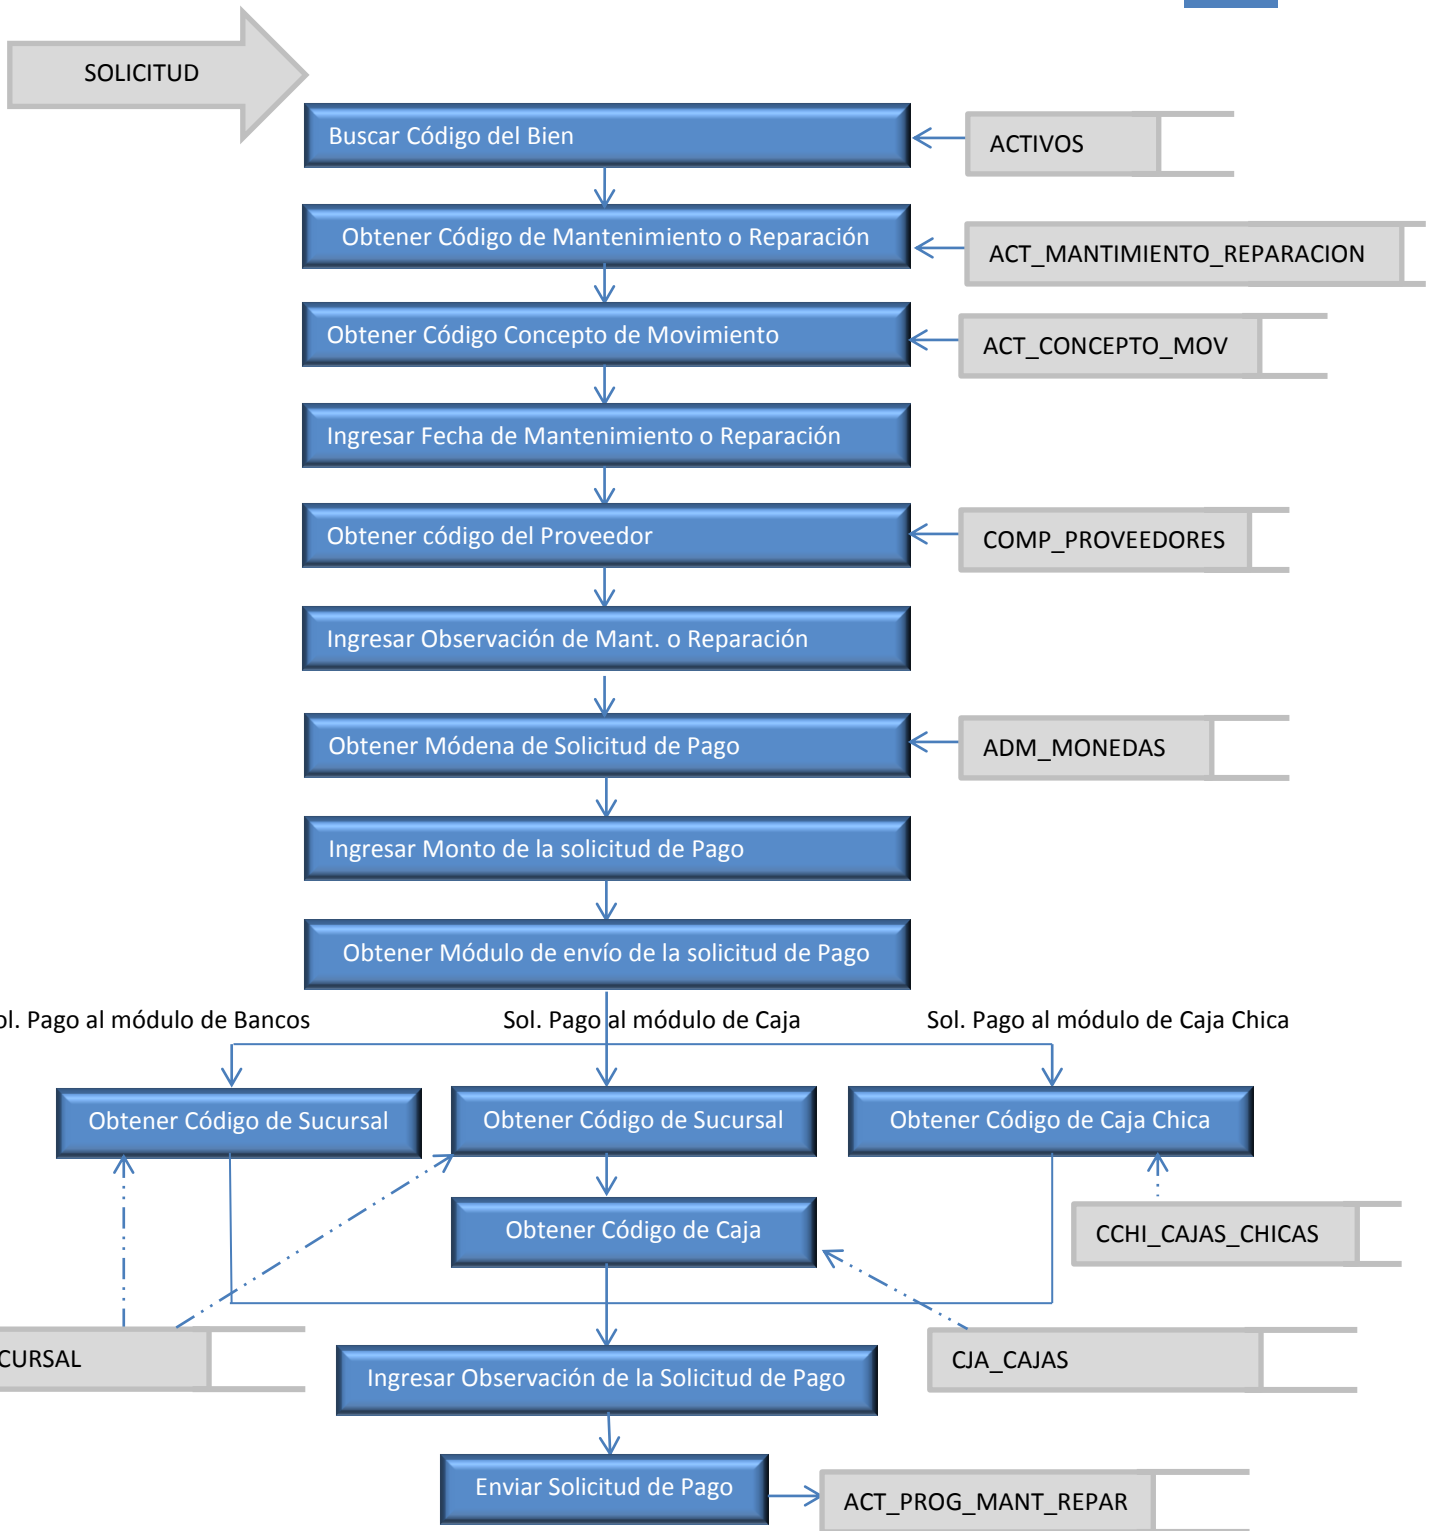 SOLICITUD
Buscar Código del Bien
ACTIVOS
Obtener Código de Mantenimiento o Reparación
ACT_MANTIMIENTO_REPARACION
Obtener Código Concepto de Movimiento
ACT_CONCEPTO_MOV
Ingresar Fecha de Mantenimiento o Reparación
Obtener código del Proveedor
COMP_PROVEEDORES
Ingresar Observación de Mant. o Reparación
Obtener Módena de Solicitud de Pago
ADM_MONEDAS
Ingresar Monto de la solicitud de Pago
Obtener Módulo de envío de la solicitud de Pago
ol. Pago al módulo de Bancos
Sol. Pago al módulo de Caja
Sol. Pago al módulo de Caja Chica
Obtener Código de Sucursal
Obtener Código de Sucursal
Obtener Código de Caja Chica
Obtener Código de Caja
CCHI_CAJAS_CHICAS
CURSAL
CJA_CAJAS
Ingresar Observación de la Solicitud de Pago
Enviar Solicitud de Pago
ACT_PROG_MANT_REPAR